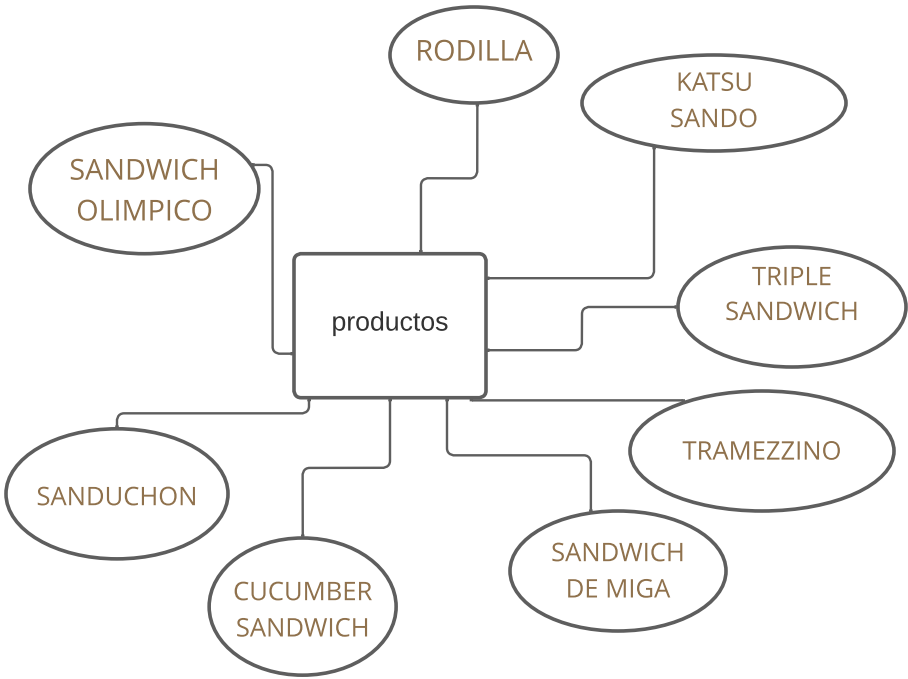 RODILLA
KATSU
SANDO
SANDWICH
OLIMPICO
TRIPLE
SANDWICH
productos
TRAMEZZINO
SANDUCHON
SANDWICH
DE MIGA
CUCUMBER
SANDWICH